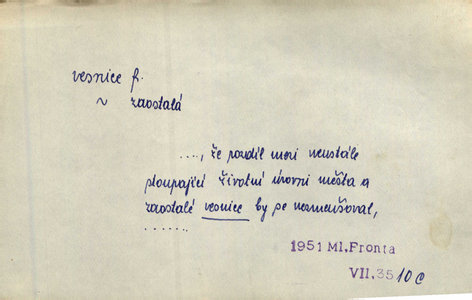 vesnice f.
~ zaostalá
...., že rozdíl mezi neustále
stoupající životní úrovní města a
zaostalé vesnice by se nezmenšoval,
......
1951 Ml.Fronta
VII.35 10c